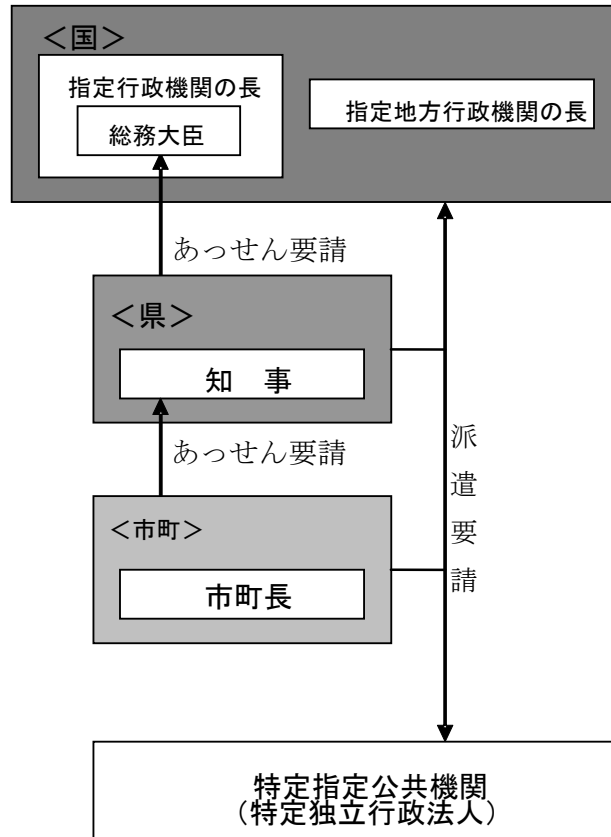 ＜国＞
指定行政機関の長
総務大臣
指定地方行政機関の長
あっせん要請
＜県＞
知　事
あっせん要請
＜市町＞
市町長
派遣要請
特定指定公共機関
（特定独立行政法人）